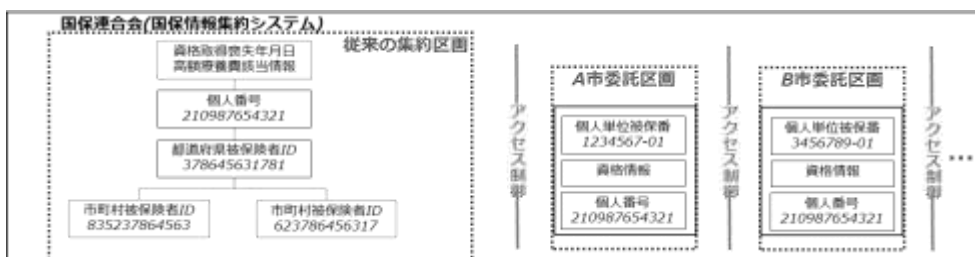 国保連合会(国保情報集約システム)
従来の集約区画
資格取得喪失年月日
高額療養費該当情報
個人番号
210987654321
都道府県被保険者ID
378645631781
市町村被保険者ID
835237864563
市町村被保険者ID
623786456317
アクセス制御
A市委託区画
個人単位被保番
1234567-01
資格情報
個人番号
210987654321
アクセス制御
B市委託区画
個人単位被保番
3456789-01
資格情報
個人番号
210987654321
アクセス制御
…